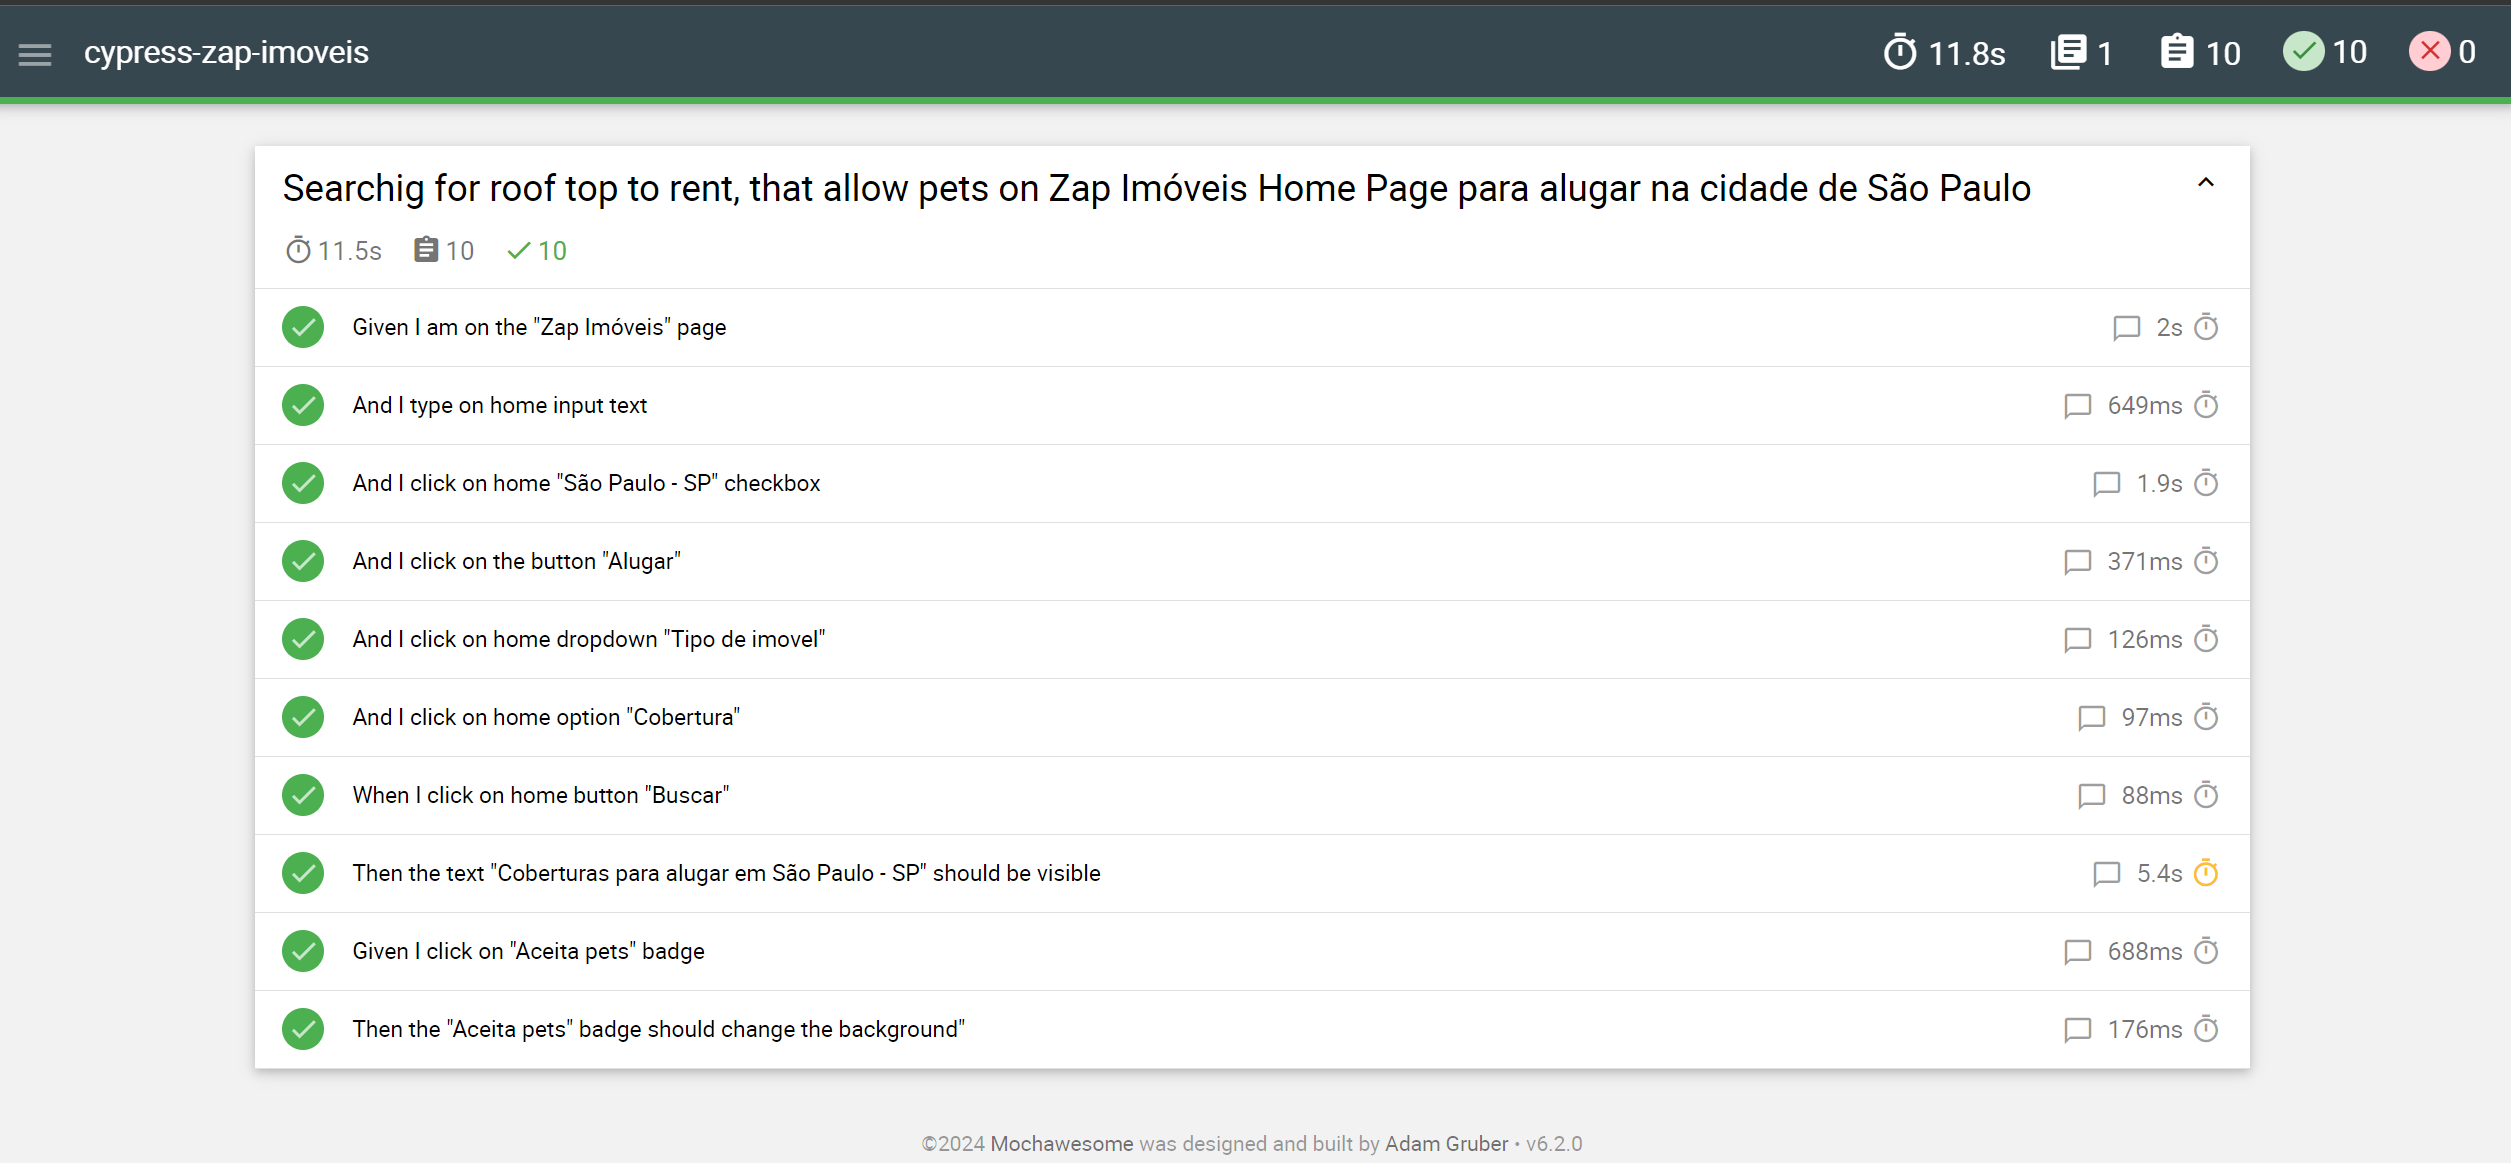 cypress-zap-imoveis 11.8s 1 10 10 0
Searchig for roof top to rent, that allow pets on Zap Imóveis Home Page para alugar na cidade de São Paulo
11.5s 10 10
Given I am on the "Zap Imóveis" page 2s
And I type on home input text 649ms
And I click on home "São Paulo - SP" checkbox 1.9s
And I click on the button "Alugar" 371ms
And I click on home dropdown "Tipo de imovel" 126ms
And I click on home option "Cobertura" 97ms
When I click on home button "Buscar" 88ms
Then the text "Coberturas para alugar em São Paulo - SP" should be visible 5.4s
Given I click on "Aceita pets" badge 688ms
Then the "Aceita pets" badge should change the background" 176ms
©2024 Mochawesome was designed and built by Adam Gruber • v6.2.0